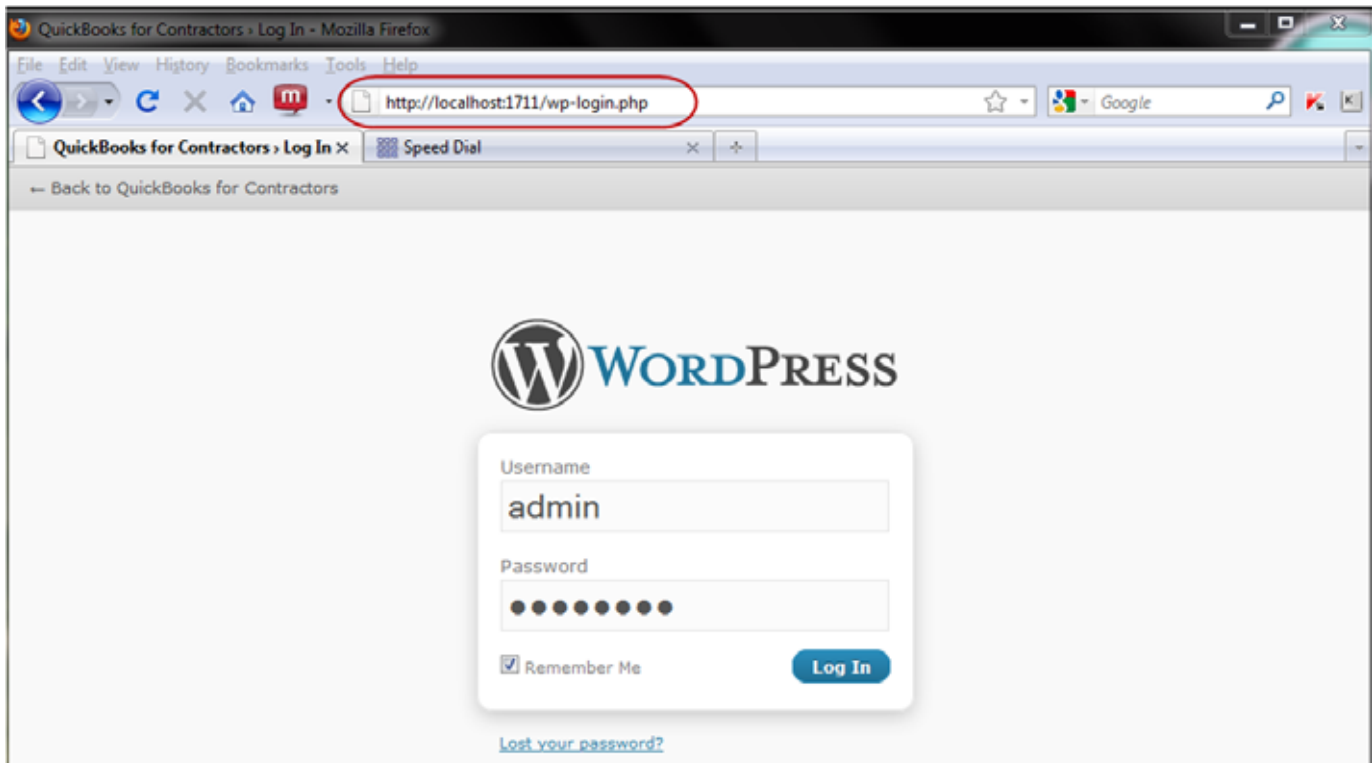 QuickBooks for Contractors › Log In - Mozilla Firefox
File Edit View History Bookmarks Tools Help
http://localhost:1711/wp-login.php
Google
QuickBooks for Contractors › Log In
Speed Dial
← Back to QuickBooks for Contractors
WORDPRESS
Username
admin
Password
Remember Me
Log In
Lost your password?